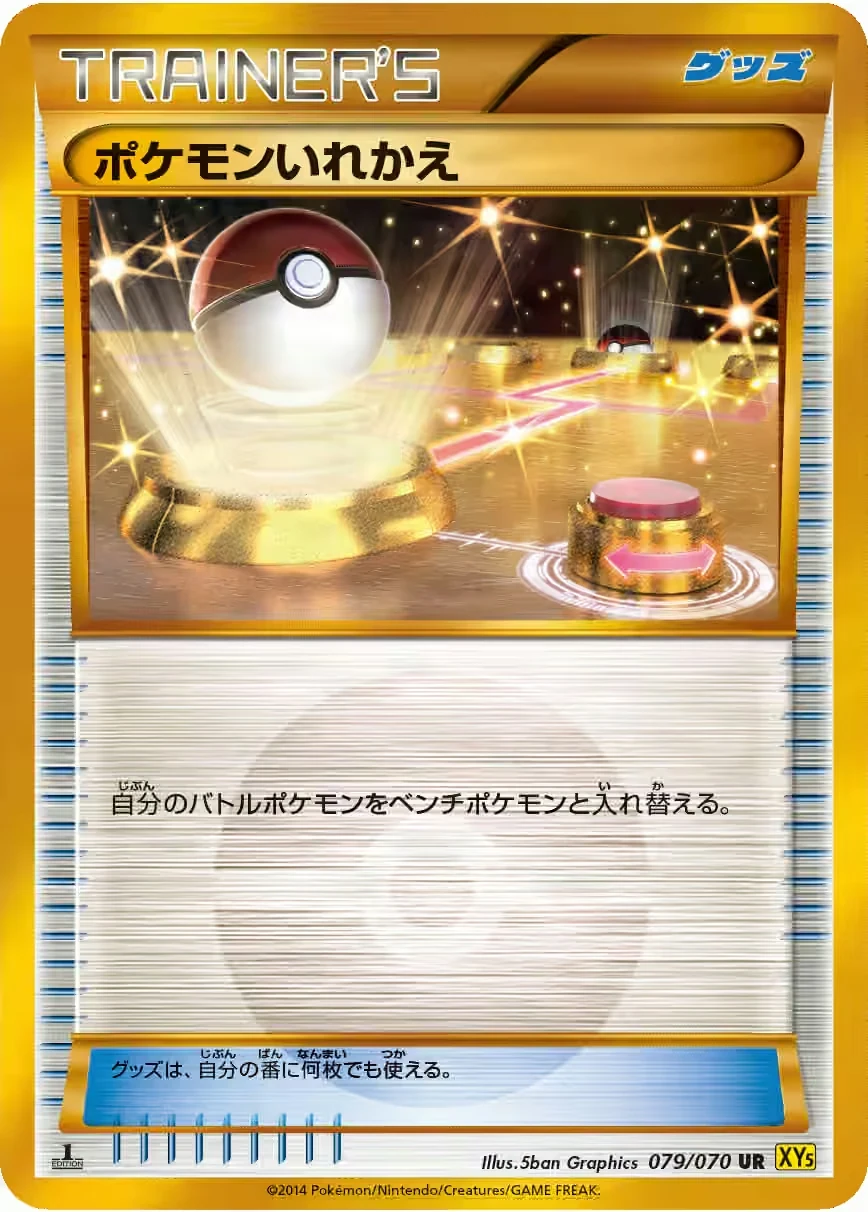 TRAINER'S
グッズ
ポケモンいれかえ
自分のバトルポケモンをベンチポケモンと入れ替える。
グッズは、自分の番に何枚でも使える。
1 EDITION
Illus.5ban Graphics 079/070 UR XY5
©2014 Pokémon/Nintendo/Creatures/GAME FREAK.